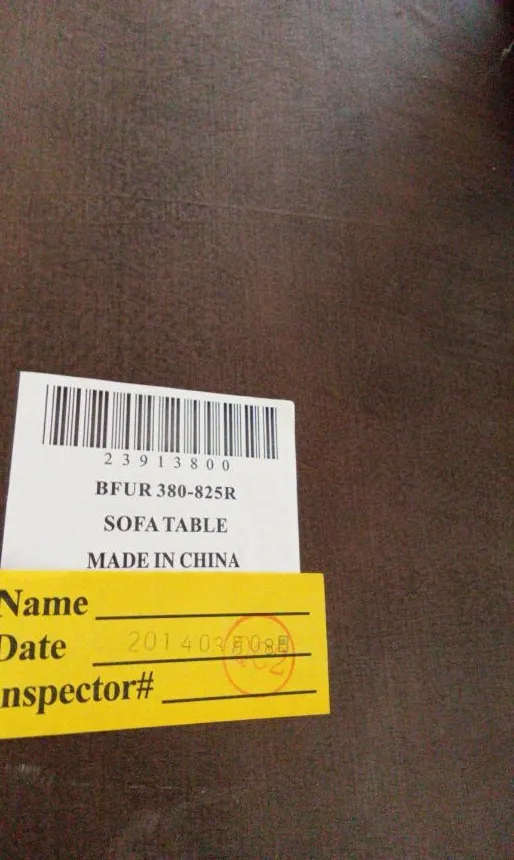 23913800
BFUR 380-825R
SOFA TABLE
MADE IN CHINA
Name
Date 201403月08日
nspector#